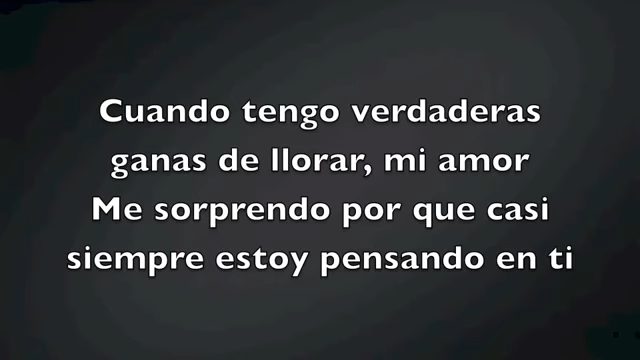 Cuando tengo verdaderas
ganas de llorar, mi amor
Me sorprendo por que casi
siempre estoy pensando en ti